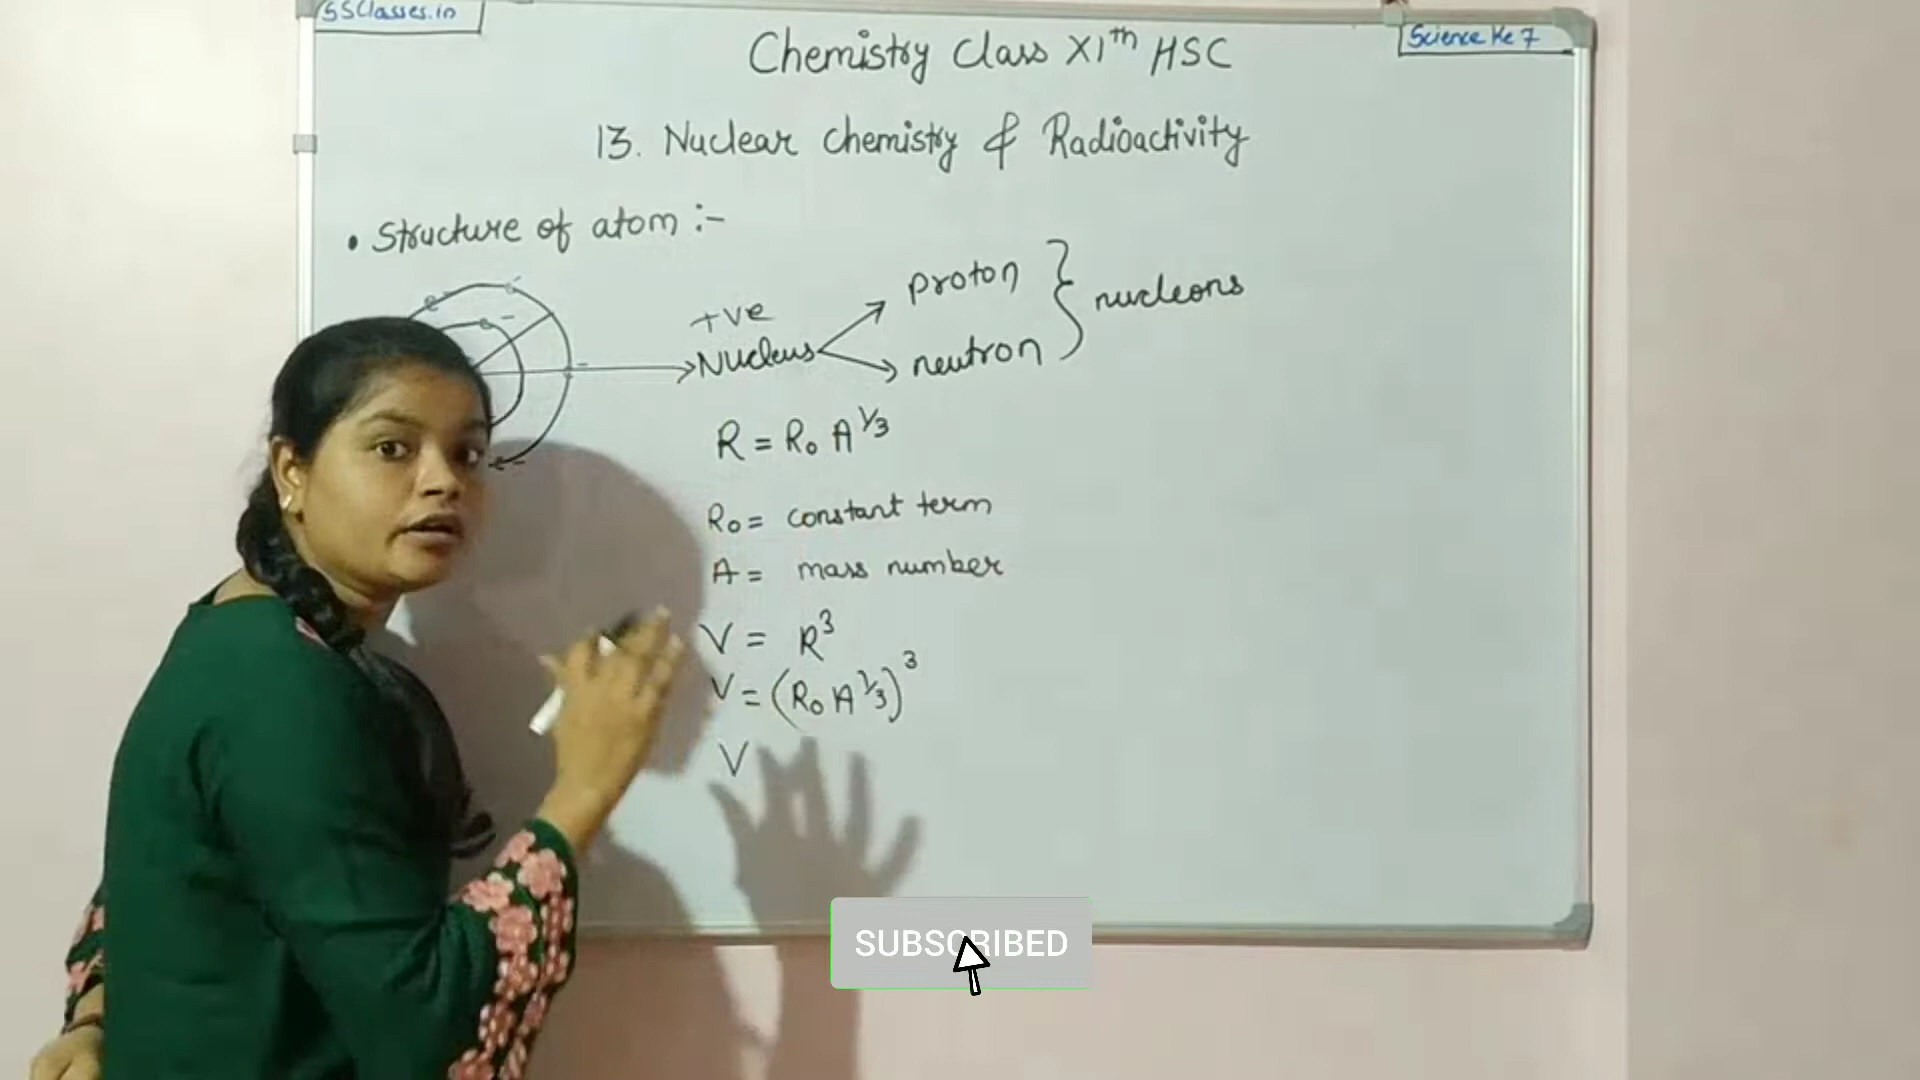 SSClasses.in
Science Ke 7
Chemistry Class XIth HSC
13. Nuclear chemistry & Radioactivity
• Structure of atom :-
+ve
Nucleus
proton
neutron
} nucleons
R = R₀ A^1/3
R₀ = constant term
A = mass number
V = R³
V = (R₀ A^1/3)³
V
SUBSCRIBED